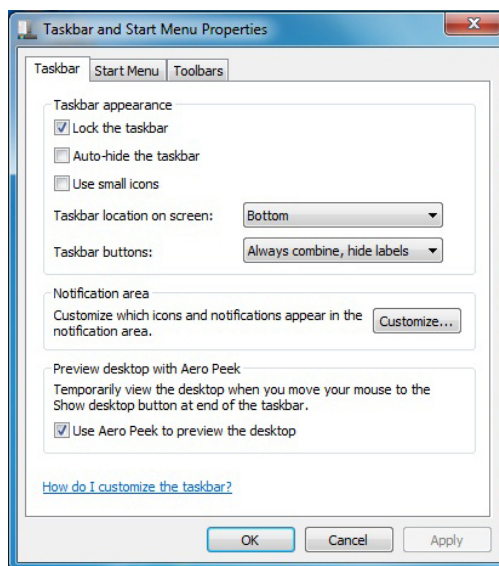 Taskbar and Start Menu Properties
Taskbar
Start Menu
Toolbars
Taskbar appearance
Lock the taskbar
Auto-hide the taskbar
Use small icons
Taskbar location on screen:
Bottom
Taskbar buttons:
Always combine, hide labels
Notification area
Customize which icons and notifications appear in the
notification area.
Customize...
Preview desktop with Aero Peek
Temporarily view the desktop when you move your mouse to the
Show desktop button at end of the taskbar.
Use Aero Peek to preview the desktop
How do I customize the taskbar?
OK
Cancel
Apply